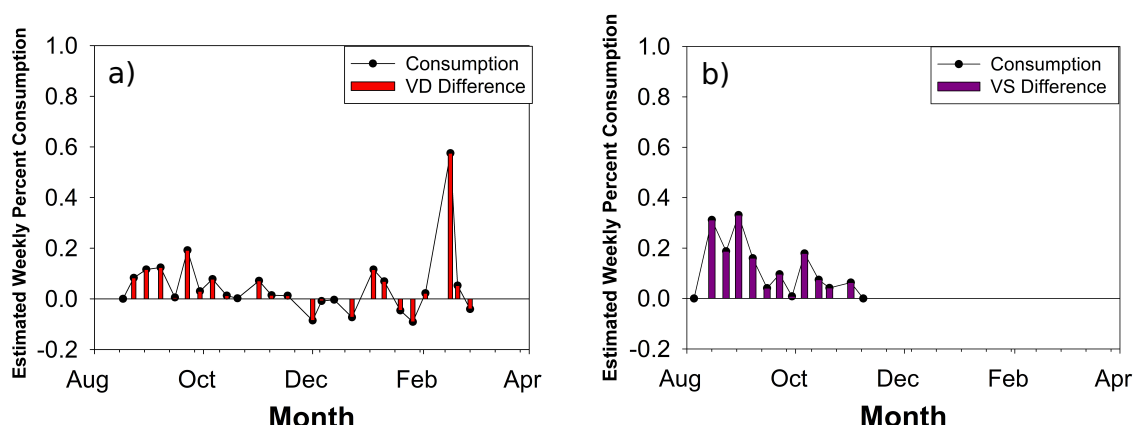 Estimated Weekly Percent Consumption
1.0
0.8
0.6
0.4
0.2
0.0
-0.2
a)
Consumption
VD Difference
Aug Oct Dec Feb Apr
Month
Estimated Weekly Percent Consumption
1.0
0.8
0.6
0.4
0.2
0.0
-0.2
b)
Consumption
VS Difference
Aug Oct Dec Feb Apr
Month